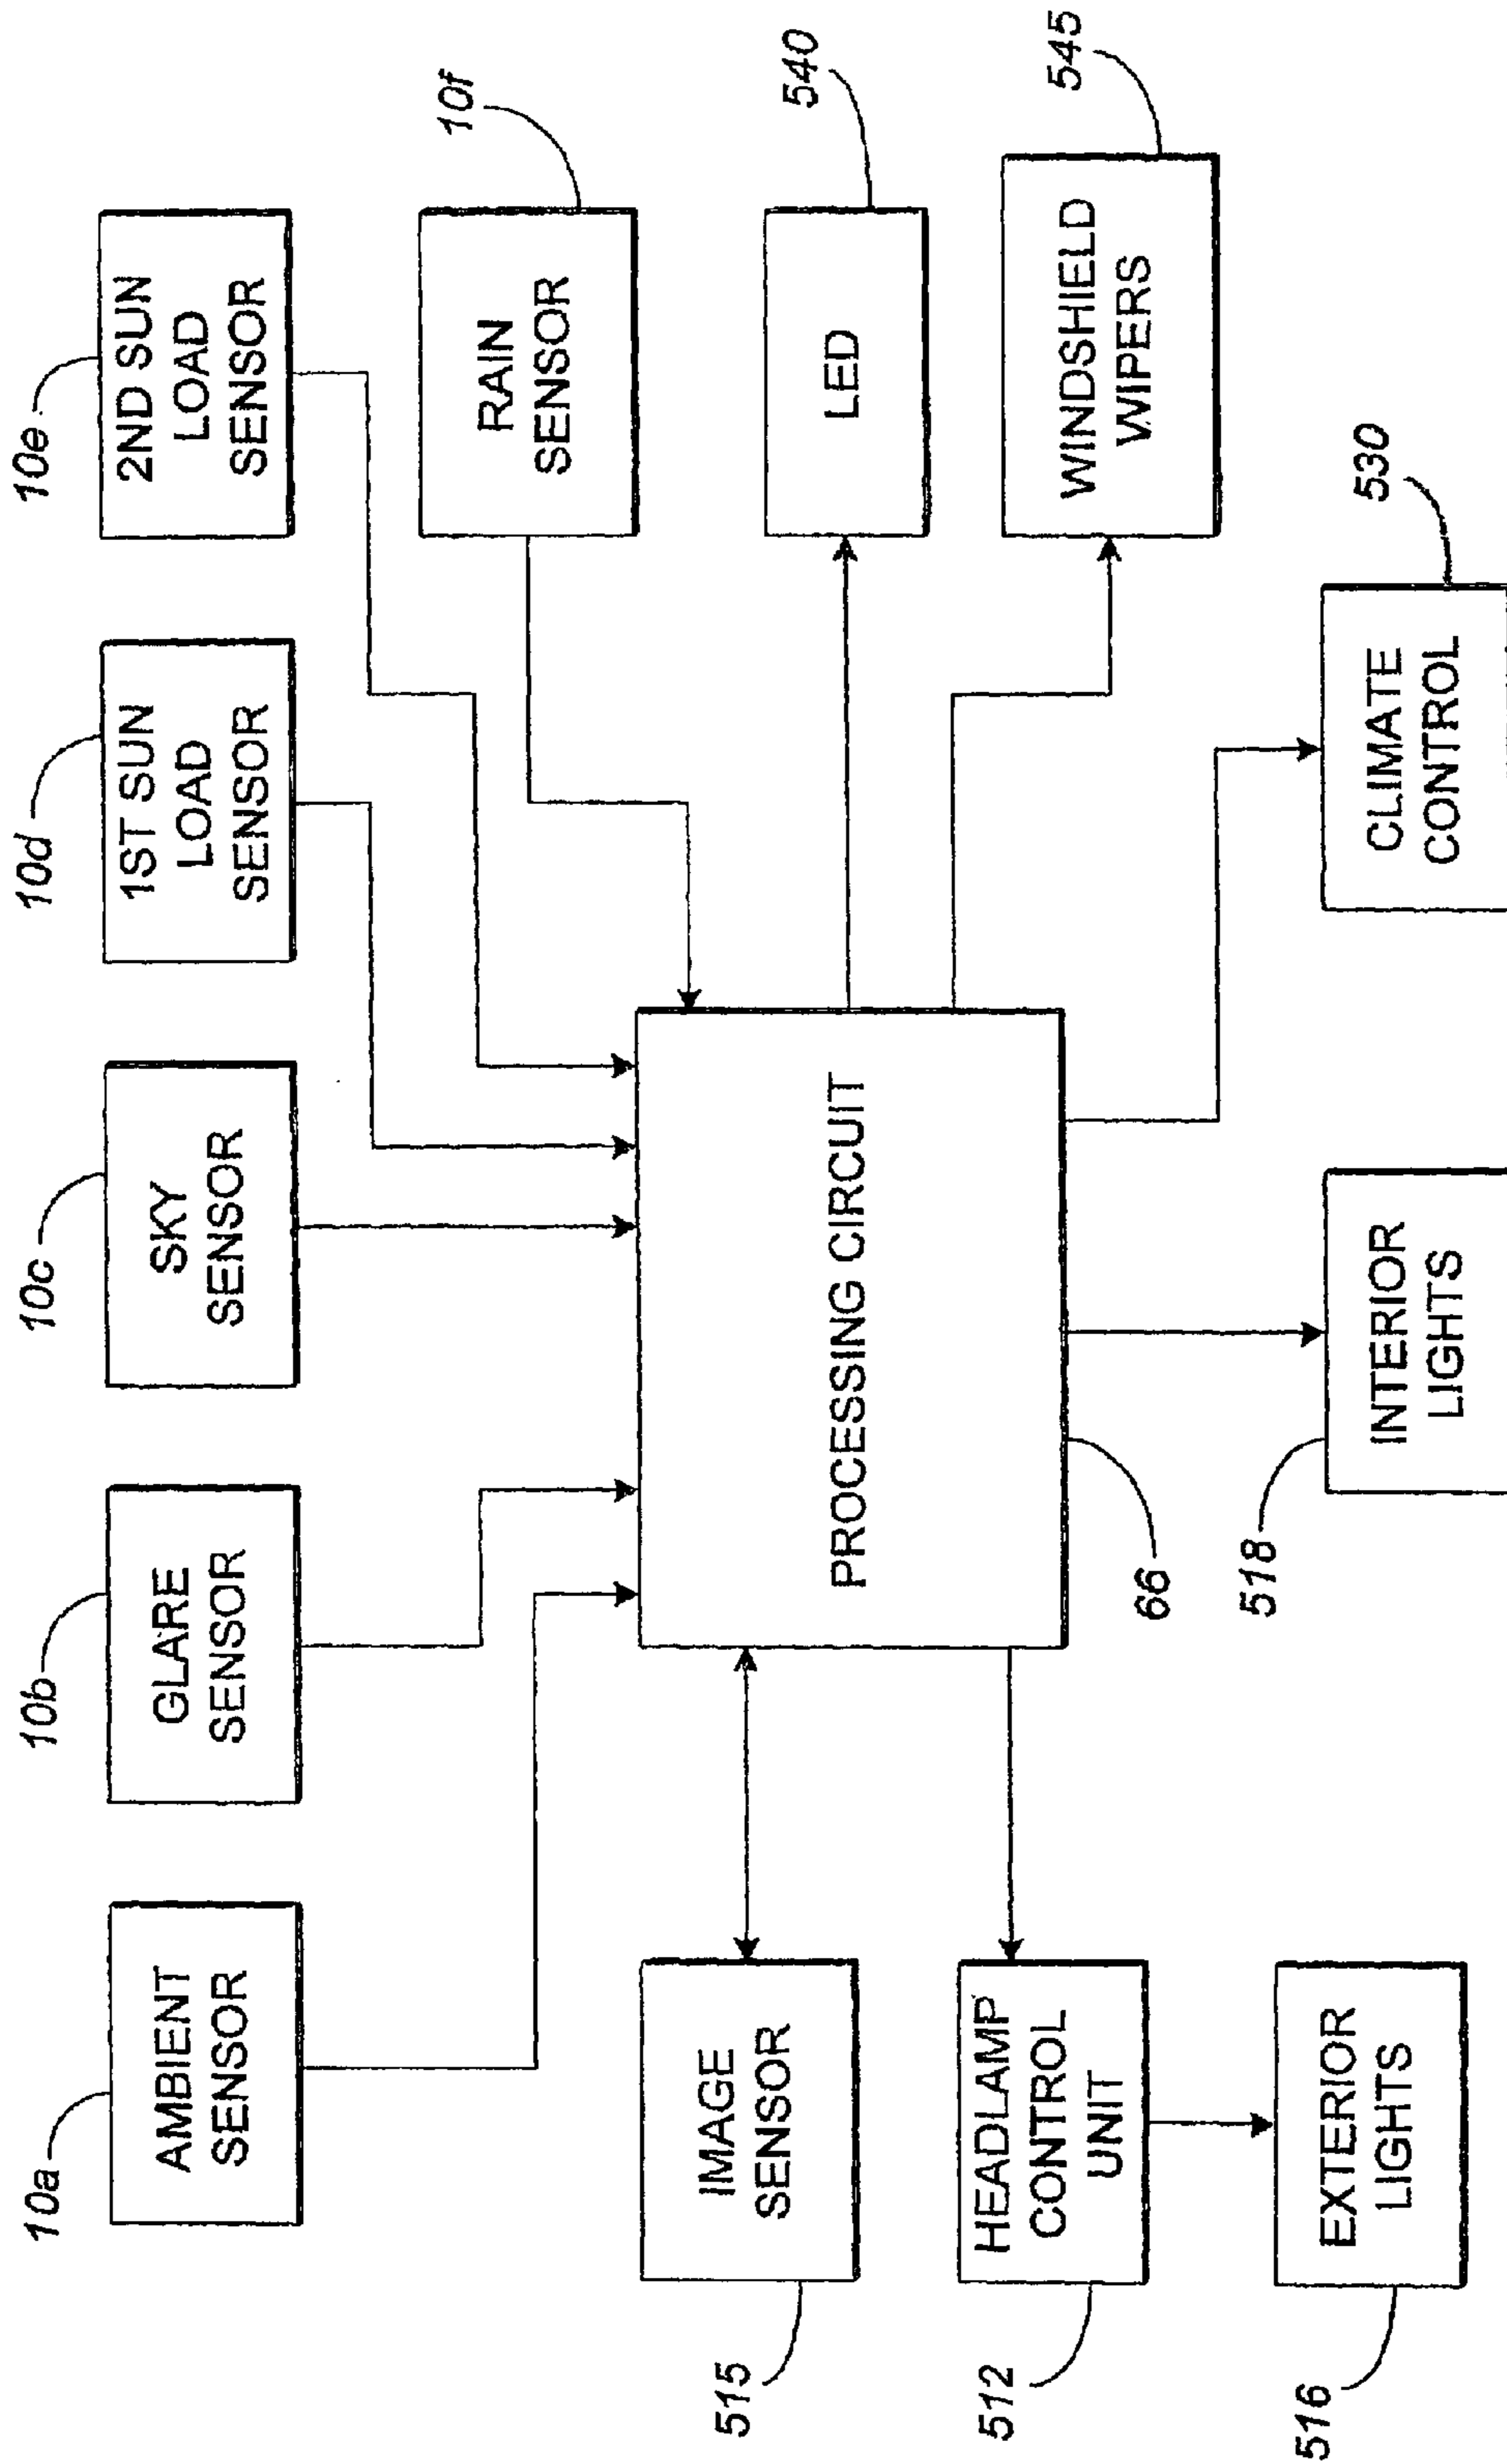 10a
10b
10c
10d
10e
AMBIENT
SENSOR
GLARE
SENSOR
SKY
SENSOR
1ST SUN
LOAD
SENSOR
2ND SUN
LOAD
SENSOR
10f
RAIN
SENSOR
515
IMAGE
SENSOR
PROCESSING CIRCUIT
540
LED
512
HEADLAMP
CONTROL
UNIT
545
WINDSHIELD
WIPERS
66
516
EXTERIOR
LIGHTS
518
INTERIOR
LIGHTS
530
CLIMATE
CONTROL